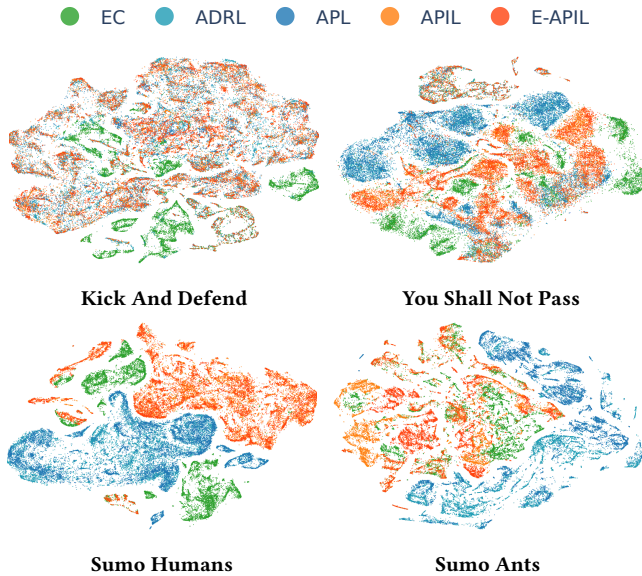 EC ADRL APL APIL E-APIL
Kick And Defend You Shall Not Pass
Sumo Humans Sumo Ants